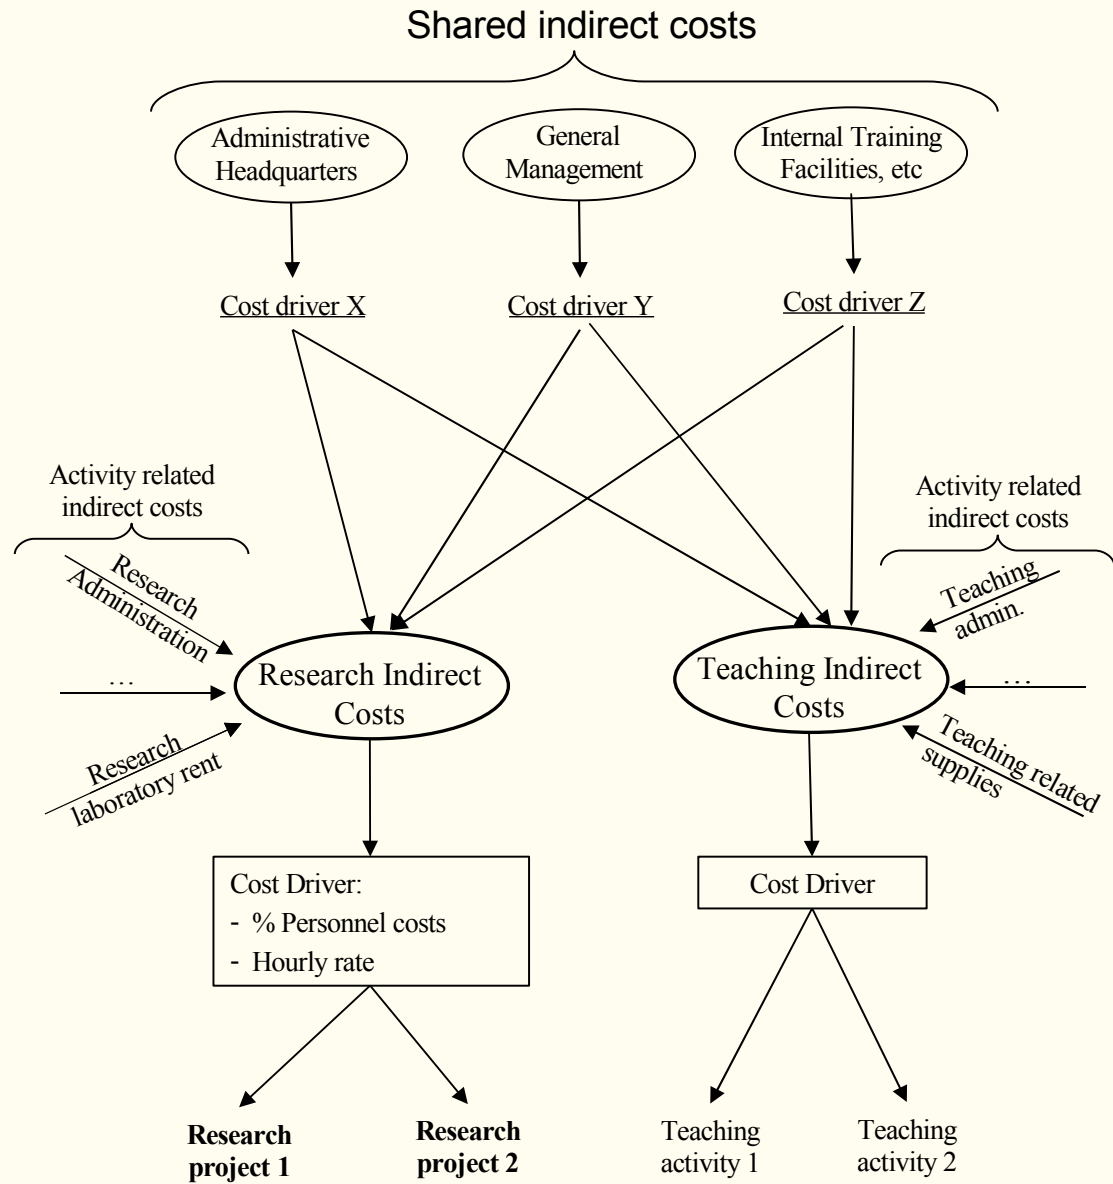 Shared indirect costs
Administrative
Headquarters
General
Management
Internal Training
Facilities, etc
Cost driver X
Cost driver Y
Cost driver Z
Activity related
indirect costs
Activity related
indirect costs
Research
Administration
…
Research
laboratory rent
Research Indirect
Costs
Teaching Indirect
Costs
Teaching
admin.
…
Teaching related
supplies
Cost Driver:
- % Personnel costs
- Hourly rate
Cost Driver
Research
project 1
Research
project 2
Teaching
activity 1
Teaching
activity 2